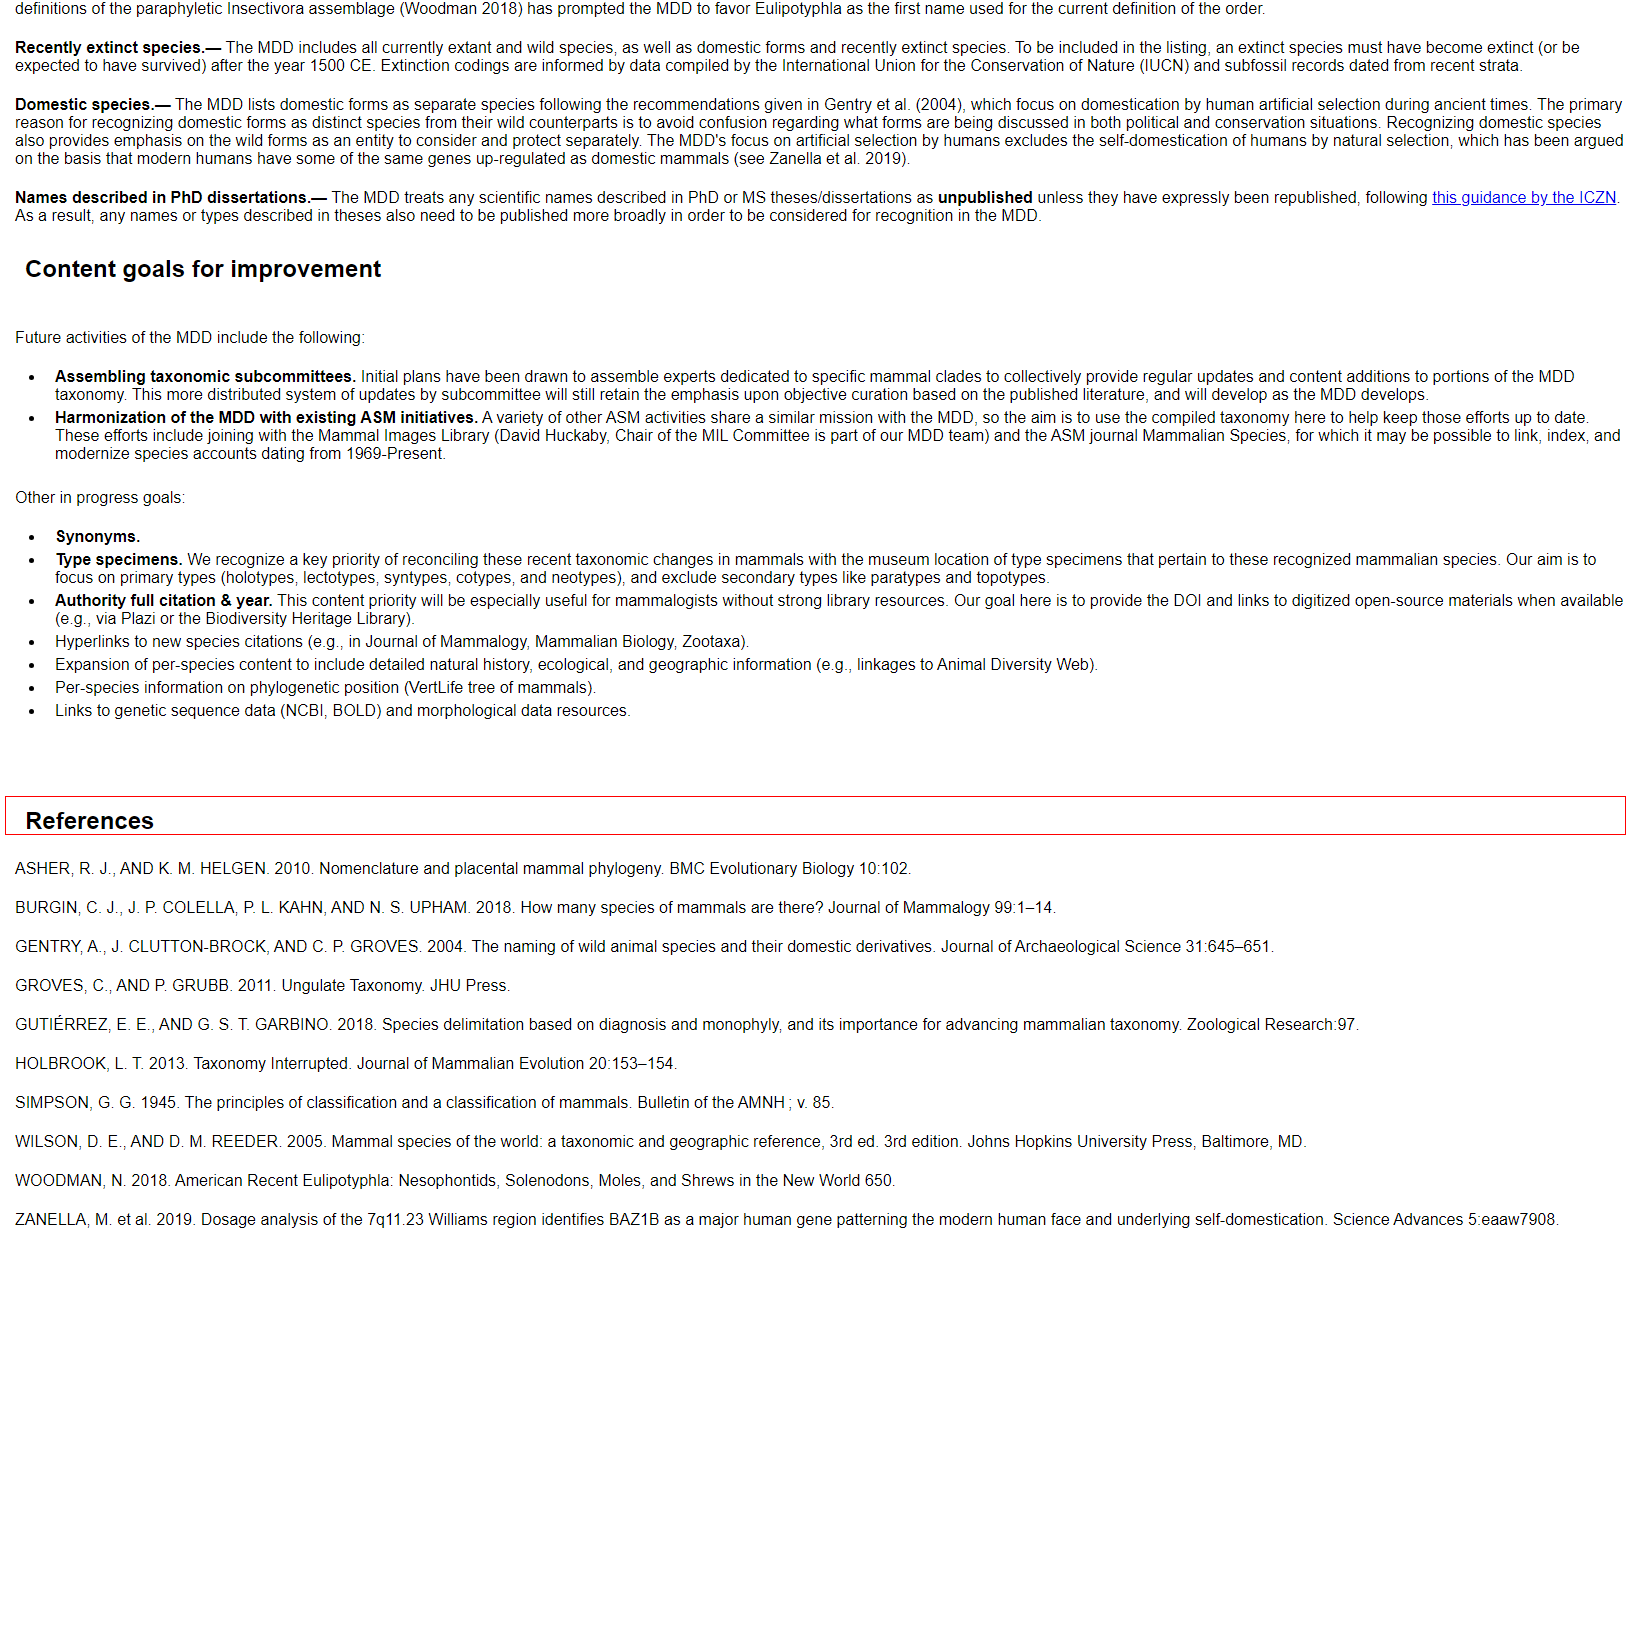 definitions of the paraphyletic Insectivora assemblage (Woodman 2018) has prompted the MDD to favor Eulipotyphla as the first name used for the current definition of the order.
Recently extinct species.— The MDD includes all currently extant and wild species, as well as domestic forms and recently extinct species. To be included in the listing, an extinct species must have become extinct (or be
expected to have survived) after the year 1500 CE. Extinction codings are informed by data compiled by the International Union for the Conservation of Nature (IUCN) and subfossil records dated from recent strata.
Domestic species.— The MDD lists domestic forms as separate species following the recommendations given in Gentry et al. (2004), which focus on domestication by human artificial selection during ancient times. The primary
reason for recognizing domestic forms as distinct species from their wild counterparts is to avoid confusion regarding what forms are being discussed in both political and conservation situations. Recognizing domestic species
also provides emphasis on the wild forms as an entity to consider and protect separately. The MDD's focus on artificial selection by humans excludes the self-domestication of humans by natural selection, which has been argued
on the basis that modern humans have some of the same genes up-regulated as domestic mammals (see Zanella et al. 2019).
Names described in PhD dissertations.— The MDD treats any scientific names described in PhD or MS theses/dissertations as unpublished unless they have expressly been republished, following this guidance by the ICZN.
As a result, any names or types described in theses also need to be published more broadly in order to be considered for recognition in the MDD.
Content goals for improvement
Future activities of the MDD include the following:
• Assembling taxonomic subcommittees. Initial plans have been drawn to assemble experts dedicated to specific mammal clades to collectively provide regular updates and content additions to portions of the MDD
taxonomy. This more distributed system of updates by subcommittee will still retain the emphasis upon objective curation based on the published literature, and will develop as the MDD develops.
• Harmonization of the MDD with existing ASM initiatives. A variety of other ASM activities share a similar mission with the MDD, so the aim is to use the compiled taxonomy here to help keep those efforts up to date.
These efforts include joining with the Mammal Images Library (David Huckaby, Chair of the MIL Committee is part of our MDD team) and the ASM journal Mammalian Species, for which it may be possible to link, index, and
modernize species accounts dating from 1969-Present.
Other in progress goals:
• Synonyms.
• Type specimens. We recognize a key priority of reconciling these recent taxonomic changes in mammals with the museum location of type specimens that pertain to these recognized mammalian species. Our aim is to
focus on primary types (holotypes, lectotypes, syntypes, cotypes, and neotypes), and exclude secondary types like paratypes and topotypes.
• Authority full citation & year. This content priority will be especially useful for mammalogists without strong library resources. Our goal here is to provide the DOI and links to digitized open-source materials when available
(e.g., via Plazi or the Biodiversity Heritage Library).
• Hyperlinks to new species citations (e.g., in Journal of Mammalogy, Mammalian Biology, Zootaxa).
• Expansion of per-species content to include detailed natural history, ecological, and geographic information (e.g., linkages to Animal Diversity Web).
• Per-species information on phylogenetic position (VertLife tree of mammals).
• Links to genetic sequence data (NCBI, BOLD) and morphological data resources.
References
ASHER, R. J., AND K. M. HELGEN. 2010. Nomenclature and placental mammal phylogeny. BMC Evolutionary Biology 10:102.
BURGIN, C. J., J. P. COLELLA, P. L. KAHN, AND N. S. UPHAM. 2018. How many species of mammals are there? Journal of Mammalogy 99:1–14.
GENTRY, A., J. CLUTTON-BROCK, AND C. P. GROVES. 2004. The naming of wild animal species and their domestic derivatives. Journal of Archaeological Science 31:645–651.
GROVES, C., AND P. GRUBB. 2011. Ungulate Taxonomy. JHU Press.
GUTIÉRREZ, E. E., AND G. S. T. GARBINO. 2018. Species delimitation based on diagnosis and monophyly, and its importance for advancing mammalian taxonomy. Zoological Research:97.
HOLBROOK, L. T. 2013. Taxonomy Interrupted. Journal of Mammalian Evolution 20:153–154.
SIMPSON, G. G. 1945. The principles of classification and a classification of mammals. Bulletin of the AMNH ; v. 85.
WILSON, D. E., AND D. M. REEDER. 2005. Mammal species of the world: a taxonomic and geographic reference, 3rd ed. 3rd edition. Johns Hopkins University Press, Baltimore, MD.
WOODMAN, N. 2018. American Recent Eulipotyphla: Nesophontids, Solenodons, Moles, and Shrews in the New World 650.
ZANELLA, M. et al. 2019. Dosage analysis of the 7q11.23 Williams region identifies BAZ1B as a major human gene patterning the modern human face and underlying self-domestication. Science Advances 5:eaaw7908.